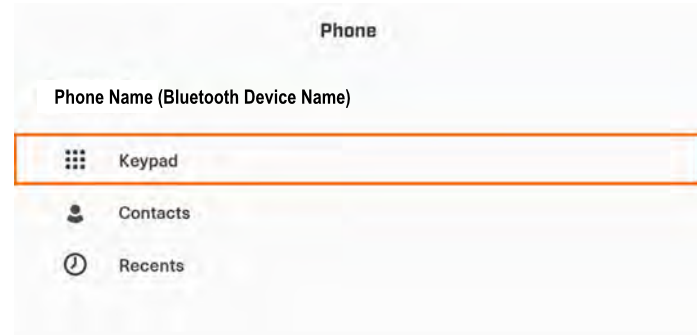 Phone
Phone Name (Bluetooth Device Name)
Keypad
Contacts
Recents